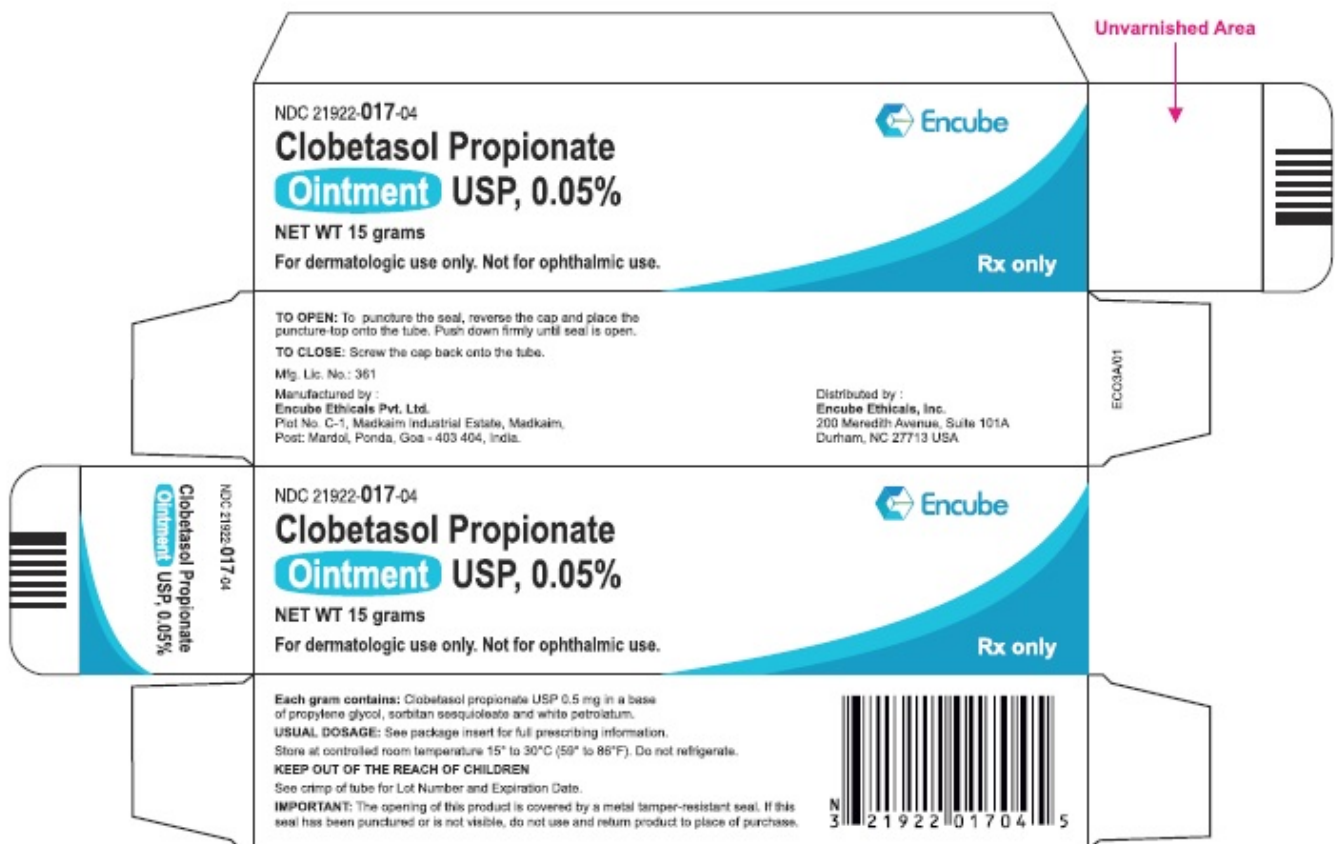 Unvarnished Area
NDC 21922-017-04
Encube
Clobetasol Propionate
Ointment USP, 0.05%
NET WT 15 grams
For dermatologic use only. Not for ophthalmic use.
Rx only
TO OPEN: To puncture the seal, reverse the cap and place the
puncture-top onto the tube. Push down firmly until seal is open.
TO CLOSE: Screw the cap back onto the tube.
Mfg. Lic. No.: 361
Manufactured by :
Encube Ethicals Pvt. Ltd.
Plot No. C-1, Madkaim Industrial Estate, Madkaim,
Post: Mardol, Ponda, Goa - 403 404, India.
Distributed by :
Encube Ethicals, Inc.
200 Meredith Avenue, Suite 101A
Durham, NC 27713 USA
ECO3A/01
NDC 21922-017-04
Clobetasol Propionate
Ointment USP, 0.05%
NDC 21922-017-04
Encube
Clobetasol Propionate
Ointment USP, 0.05%
NET WT 15 grams
For dermatologic use only. Not for ophthalmic use.
Rx only
Each gram contains: Clobetasol propionate USP 0.5 mg in a base
of propylene glycol, sorbitan sesquioleate and white petrolatum.
USUAL DOSAGE: See package insert for full prescribing information.
Store at controlled room temperature 15° to 30°C (59° to 86°F). Do not refrigerate.
KEEP OUT OF THE REACH OF CHILDREN
See crimp of tube for Lot Number and Expiration Date.
IMPORTANT: The opening of this product is covered by a metal tamper-resistant seal. If this
seal has been punctured or is not visible, do not use and return product to place of purchase.
N
3 21922 01704 5